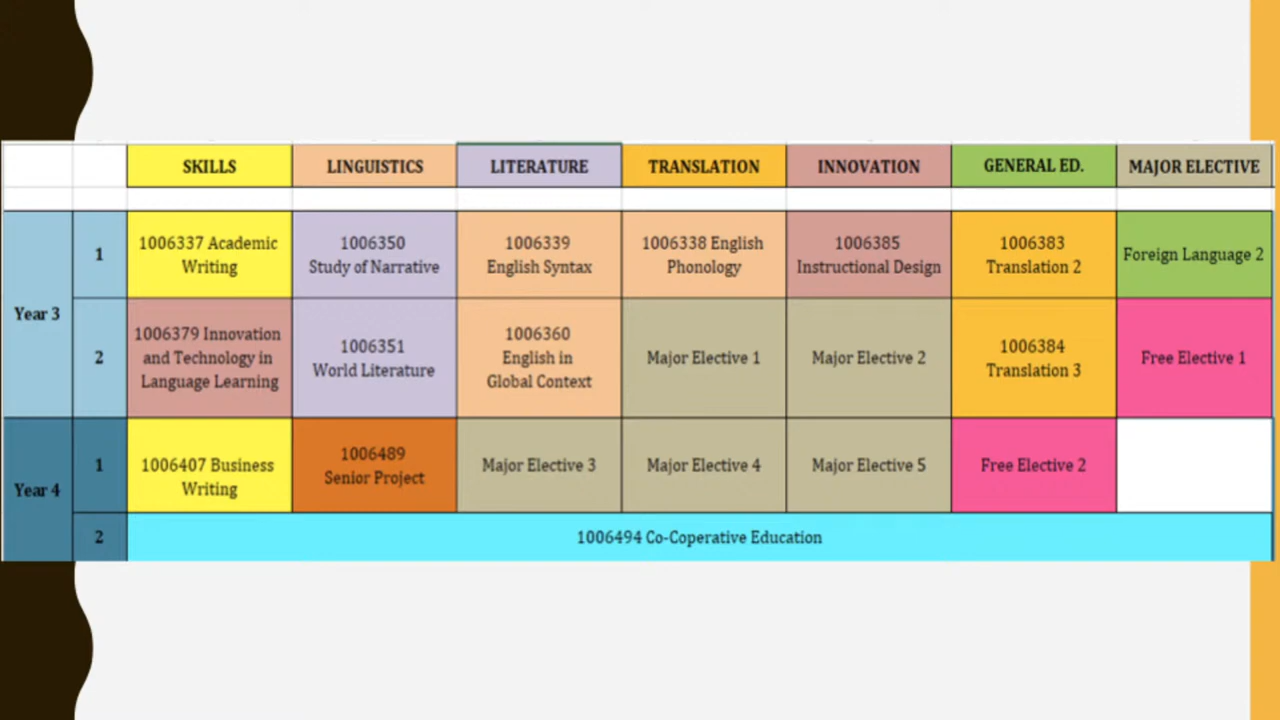 SKILLS LINGUISTICS LITERATURE TRANSLATION INNOVATION GENERAL ED. MAJOR ELECTIVE
Year 3
1
1006337 Academic
Writing
1006350
Study of Narrative
1006339
English Syntax
1006338 English
Phonology
1006385
Instructional Design
1006383
Translation 2
Foreign Language 2
2
1006379 Innovation
and Technology in
Language Learning
1006351
World Literature
1006360
English in
Global Context
Major Elective 1
Major Elective 2
1006384
Translation 3
Free Elective 1
Year 4
1
1006407 Business
Writing
1006489
Senior Project
Major Elective 3
Major Elective 4
Major Elective 5
Free Elective 2
2
1006494 Co-Coperative Education